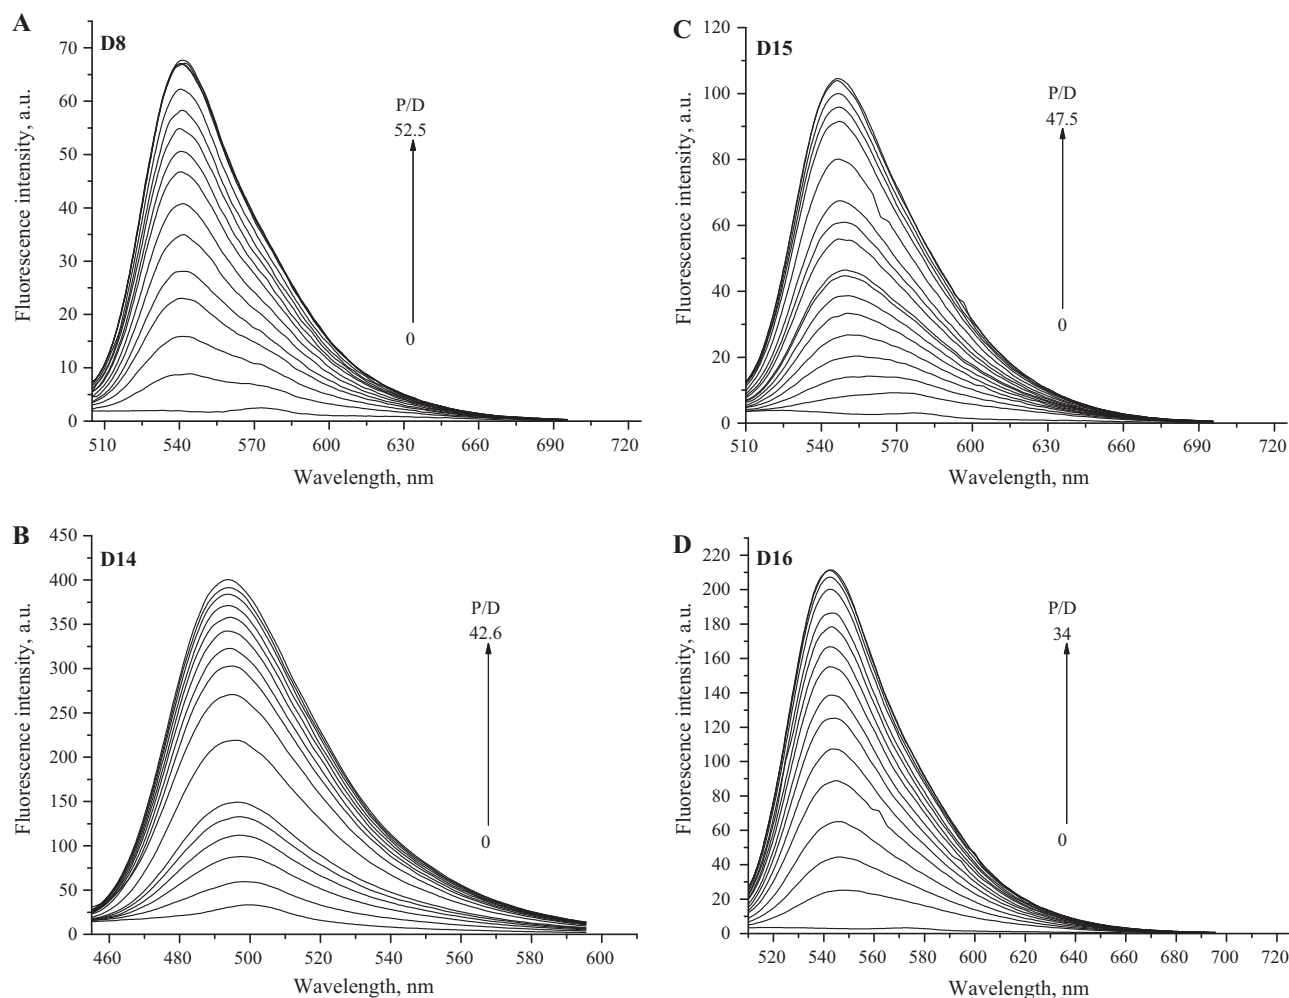 A
D8
70
60
50
40
30
20
10
0
Fluorescence intensity, a.u.
P/D
52.5
0
510 540 570 600 630 660 690 720
Wavelength, nm
C
D15
120
100
80
60
40
20
0
Fluorescence intensity, a.u.
P/D
47.5
0
510 540 570 600 630 660 690 720
Wavelength, nm
B
D14
450
400
350
300
250
200
150
100
50
0
Fluorescence intensity, a.u.
P/D
42.6
0
460 480 500 520 540 560 580 600
Wavelength, nm
D
D16
220
200
180
160
140
120
100
80
60
40
20
0
Fluorescence intensity, a.u.
P/D
34
0
520 540 560 580 600 620 640 660 680 700 720
Wavelength, nm